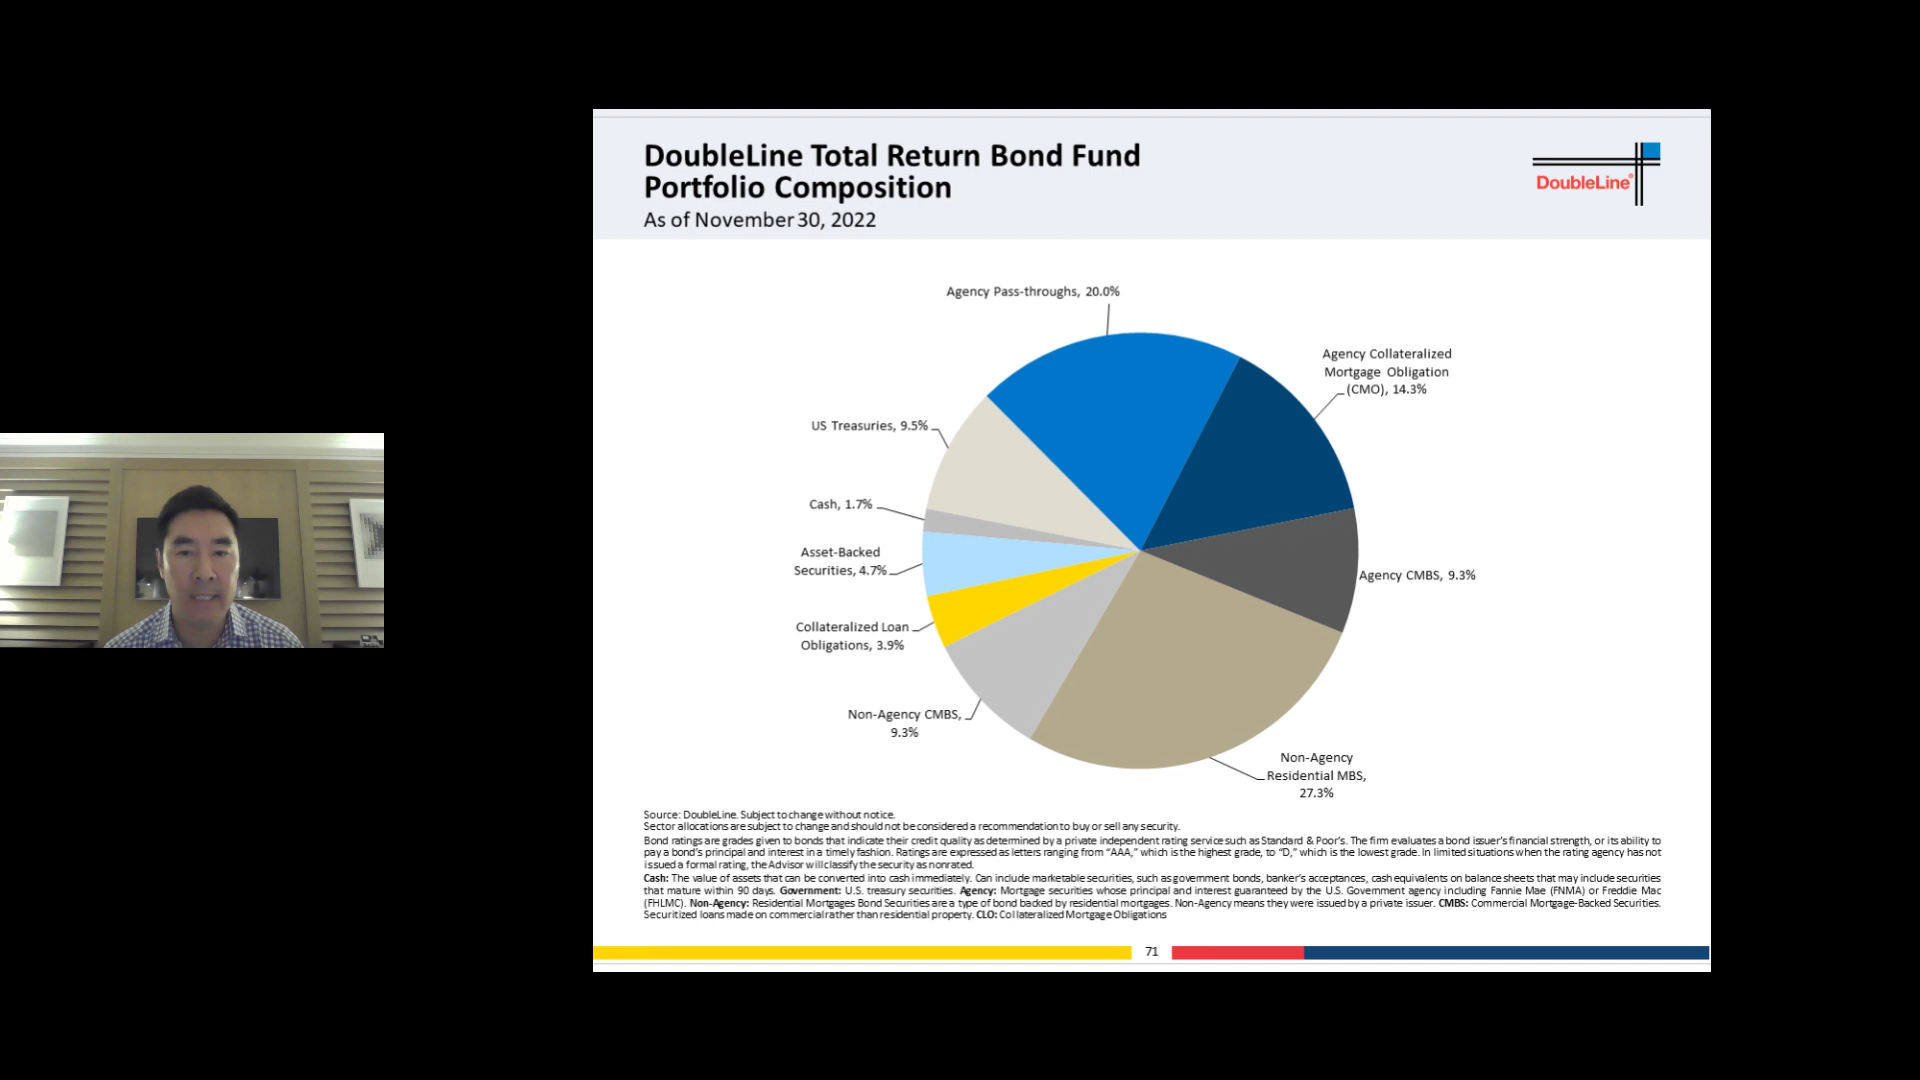 DoubleLine Total Return Bond Fund
Portfolio Composition
As of November 30, 2022
DoubleLine®
Agency Pass-throughs, 20.0%
Agency Collateralized
Mortgage Obligation
(CMO), 14.3%
US Treasuries, 9.5%
Cash, 1.7%
Asset-Backed
Securities, 4.7%
Agency CMBS, 9.3%
Collateralized Loan
Obligations, 3.9%
Non-Agency CMBS,
9.3%
Non-Agency
Residential MBS,
27.3%
Source: DoubleLine. Subject to change without notice.
Sector allocations are subject to change and should not be considered a recommendation to buy or sell any security.
Bond ratings are grades given to bonds that indicate their credit quality as determined by a private independent rating service such as Standard & Poor's. The firm evaluates a bond issuer's financial strength, or its ability to
pay a bond's principal and interest in a timely fashion. Ratings are expressed as letters ranging from "AAA," which is the highest grade, to "D," which is the lowest grade. In limited situations when the rating agency has not
issued a formal rating, the Advisor will classify the security as nonrated.
Cash: The value of assets that can be converted into cash immediately. Can include marketable securities, such as government bonds, banker's acceptances, cash equivalents on balance sheets that may include securities
that mature within 90 days. Government: U.S. treasury securities. Agency: Mortgage securities whose principal and interest guaranteed by the U.S. Government agency including Fannie Mae (FNMA) or Freddie Mac
(FHLMC). Non-Agency: Residential Mortgages Bond Securities are a type of bond backed by residential mortgages. Non-Agency means they were issued by a private issuer. CMBS: Commercial Mortgage-Backed Securities.
Securitized loans made on commercial rather than residential property. CLO: Collateralized Mortgage Obligations
71